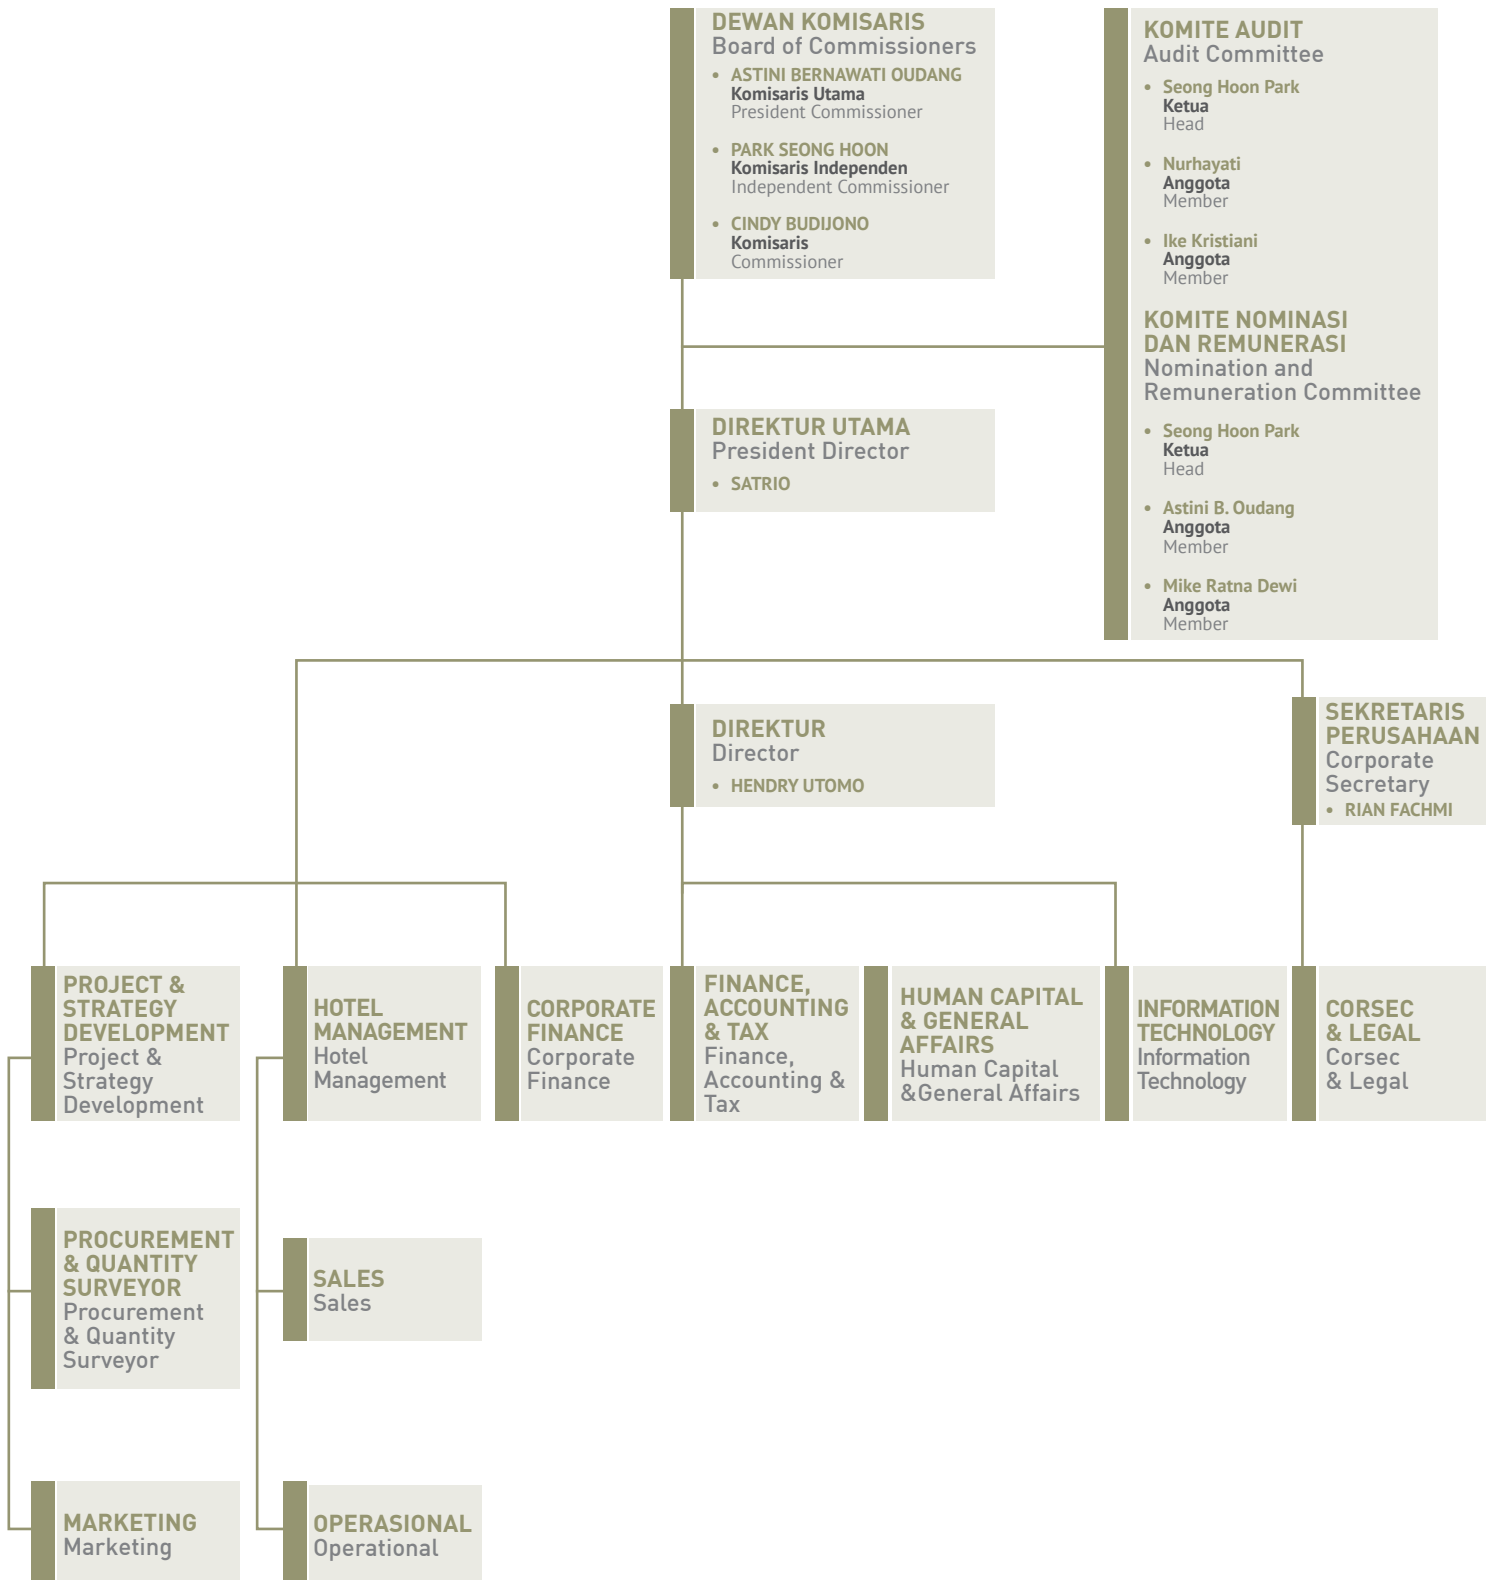 DEWAN KOMISARIS
Board of Commissioners
• ASTINI BERNAWATI OUDANG
Komisaris Utama
President Commissioner
• PARK SEONG HOON
Komisaris Independen
Independent Commissioner
• CINDY BUDIJONO
Komisaris
Commissioner
KOMITE AUDIT
Audit Committee
• Seong Hoon Park
Ketua
Head
• Nurhayati
Anggota
Member
• Ike Kristiani
Anggota
Member
KOMITE NOMINASI
DAN REMUNERASI
Nomination and
Remuneration Committee
• Seong Hoon Park
Ketua
Head
• Astini B. Oudang
Anggota
Member
• Mike Ratna Dewi
Anggota
Member
DIREKTUR UTAMA
President Director
• SATRIO
DIREKTUR
Director
• HENDRY UTOMO
SEKRETARIS
PERUSAHAAN
Corporate
Secretary
• RIAN FACHMI
PROJECT &
STRATEGY
DEVELOPMENT
Project &
Strategy
Development
HOTEL
MANAGEMENT
Hotel
Management
CORPORATE
FINANCE
Corporate
Finance
FINANCE,
ACCOUNTING
& TAX
Finance,
Accounting &
Tax
HUMAN CAPITAL
& GENERAL
AFFAIRS
Human Capital
&General Affairs
INFORMATION
TECHNOLOGY
Information
Technology
CORSEC
& LEGAL
Corsec
& Legal
PROCUREMENT
& QUANTITY
SURVEYOR
Procurement
& Quantity
Surveyor
SALES
Sales
MARKETING
Marketing
OPERASIONAL
Operational